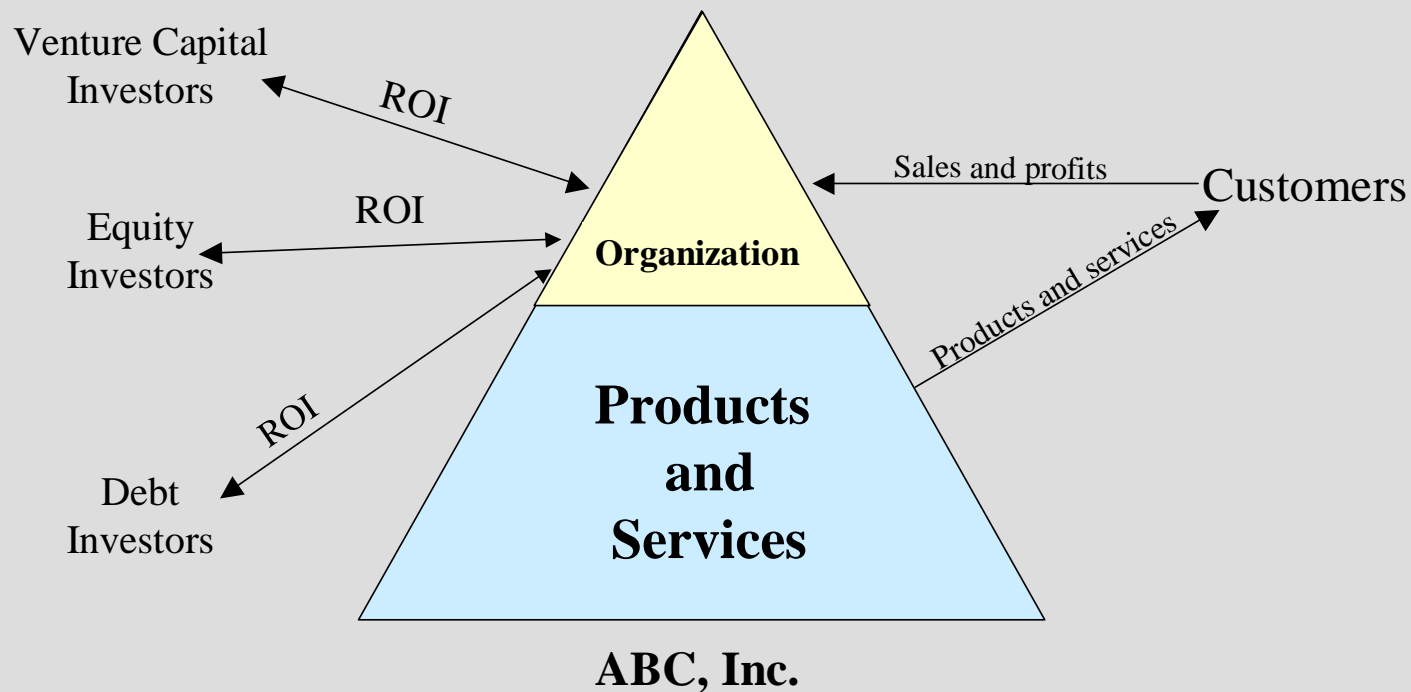 Venture Capital
Investors
ROI
Equity
Investors
ROI
Debt
Investors
ROI
Organization
Products
and
Services
Sales and profits
Customers
Products and services
ABC, Inc.